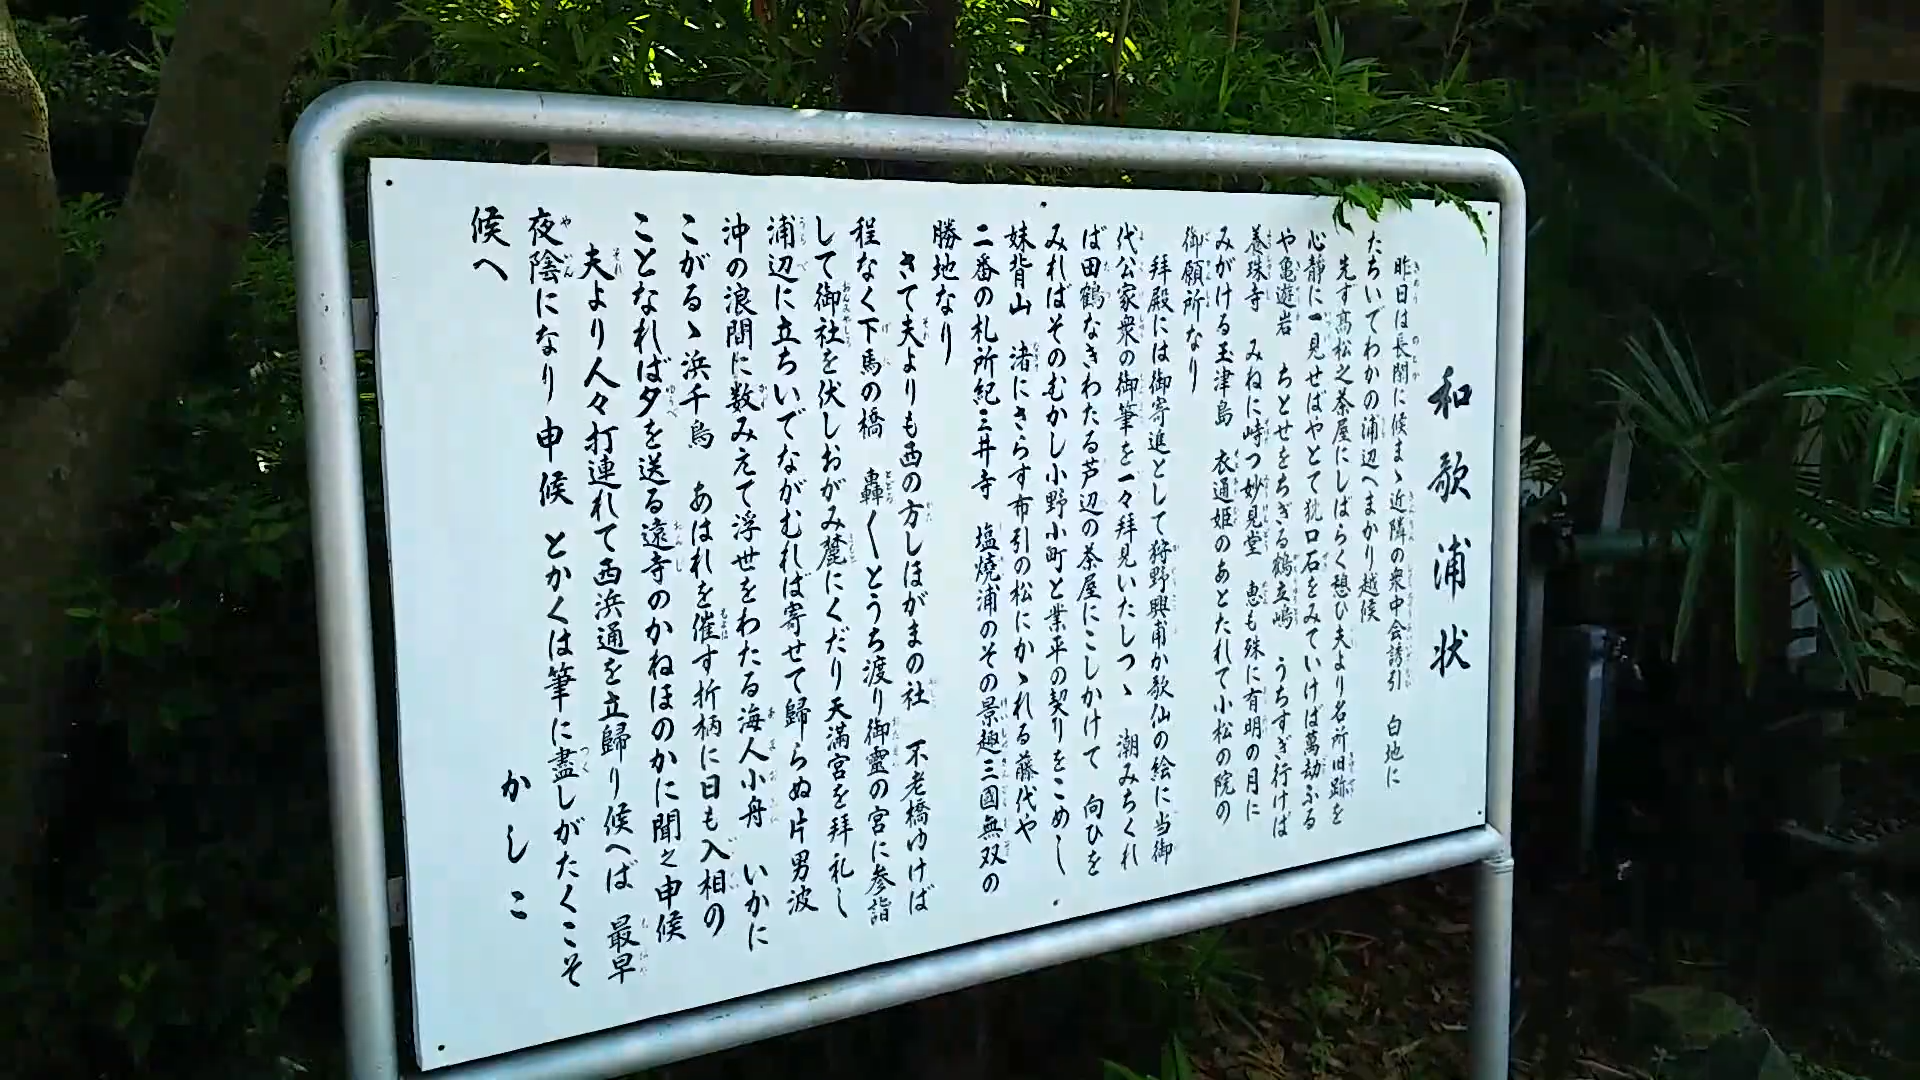 和歌浦状
昨日は長閑に候まゝ近隣の衆中会誘引 白地に
たちいでてわかの浦辺へまかり越候
先ず高松之茶屋にしばらく憩ひ夫より名所旧跡を
心静に一見せばやとて犹口石をみていけば萬劫ふる
や亀遊岩 ちとせをちぎる鶴立嶋 うちすぎ行けば
養珠寺 みねに峙つ妙見堂 恵も殊に有明の月に
みがける玉津島 衣通姫のあとたれて小松の院の
御願所なり
拝殿には御寄進として狩野興甫か歌仙の絵に当御
代公家衆の御筆を一々拝見いたしつゝ 潮みちくれ
ば田鶴なきわたる芦辺の茶屋にこしかけて 向ひを
みればそのむかし小野小町と業平の契りをこめし
妹背山 渚にさらす布引の松にかゝれる藤代や
二番の札所紀三井寺 塩焼浦のその景趣三國無双の
勝地なり
さて夫よりも西の方しほがまの社 不老橋ゆけば
程なく下馬の橋 轟く〱とうち渡り御靈の宮に参詣
して御社を伏しおがみ麓にくだり天満宮を拝礼し
浦辺に立ちいでながむれば寄せて歸らぬ片男波
沖の浪間に数みえて浮世をわたる海人小舟 いかに
こがるゝ浜千鳥 あはれを催す折柄に日も入相の
ことなれば夕を送る遠寺のかねほのかに聞之申候
夫より人々打連れて西浜通を立歸り候へば 最早
夜陰になり申候 とかくは筆に盡しがたくこそ
候へ
かしこ